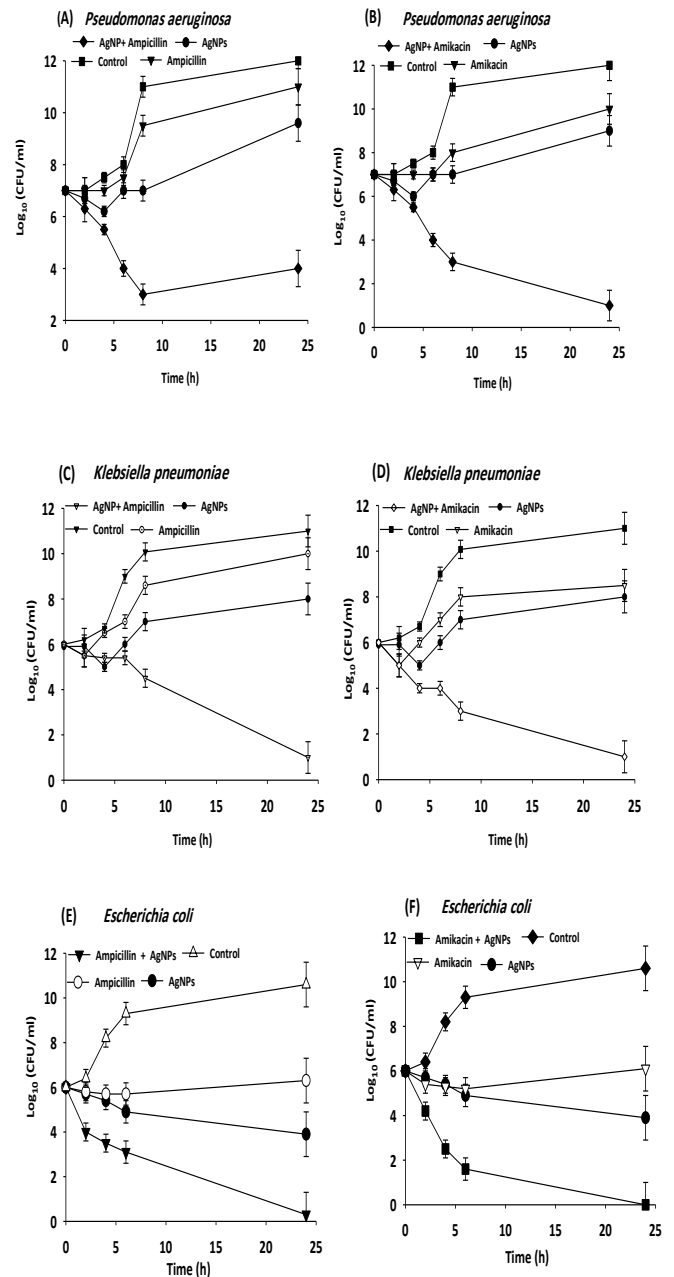 (A) Pseudomonas aeruginosa
AgNP+ Ampicillin AgNPs
Control Ampicillin
12
10
8
6
4
2
Log10 (CFU/ml)
0 5 10 15 20 25
Time (h)
(B) Pseudomonas aeruginosa
AgNP+ Amikacin AgNPs
Control Amikacin
12
10
8
6
4
2
0
Log10 (CFU/ml)
0 5 10 15 20 25
Time (h)
(C) Klebsiella pneumoniae
AgNP+ Ampicillin AgNPs
Control Ampicillin
12
10
8
6
4
2
0
Log10 (CFU/ml)
0 5 10 15 20 25
Time (h)
(D) Klebsiella pneumoniae
AgNP+ Amikacin AgNPs
Control Amikacin
12
10
8
6
4
2
0
Log10 (CFU/ml)
0 5 10 15 20 25
Time (h)
(E) Escherichia coli
Ampicillin + AgNPs Control
Ampicillin AgNPs
12
10
8
6
4
2
0
Log10 (CFU/ml)
0 5 10 15 20 25
Time (h)
(F) Escherichia coli
Amikacin + AgNPs Control
Amikacin AgNPs
12
10
8
6
4
2
0
Log10 (CFU/ml)
0 5 10 15 20 25
Time (h)